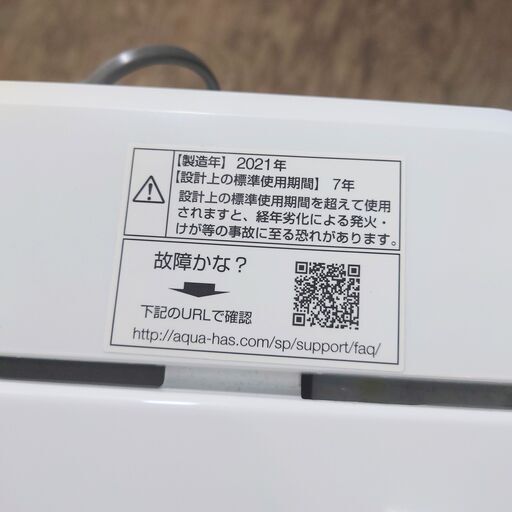 【製造年】 2021年
【設計上の標準使用期間】 7年
設計上の標準使用期間を超えて使用
されますと、経年劣化による発火・
けが等の事故に至る恐れがあります。
故障かな？
下記のURLで確認
http://aqua-has.com/sp/support/faq/